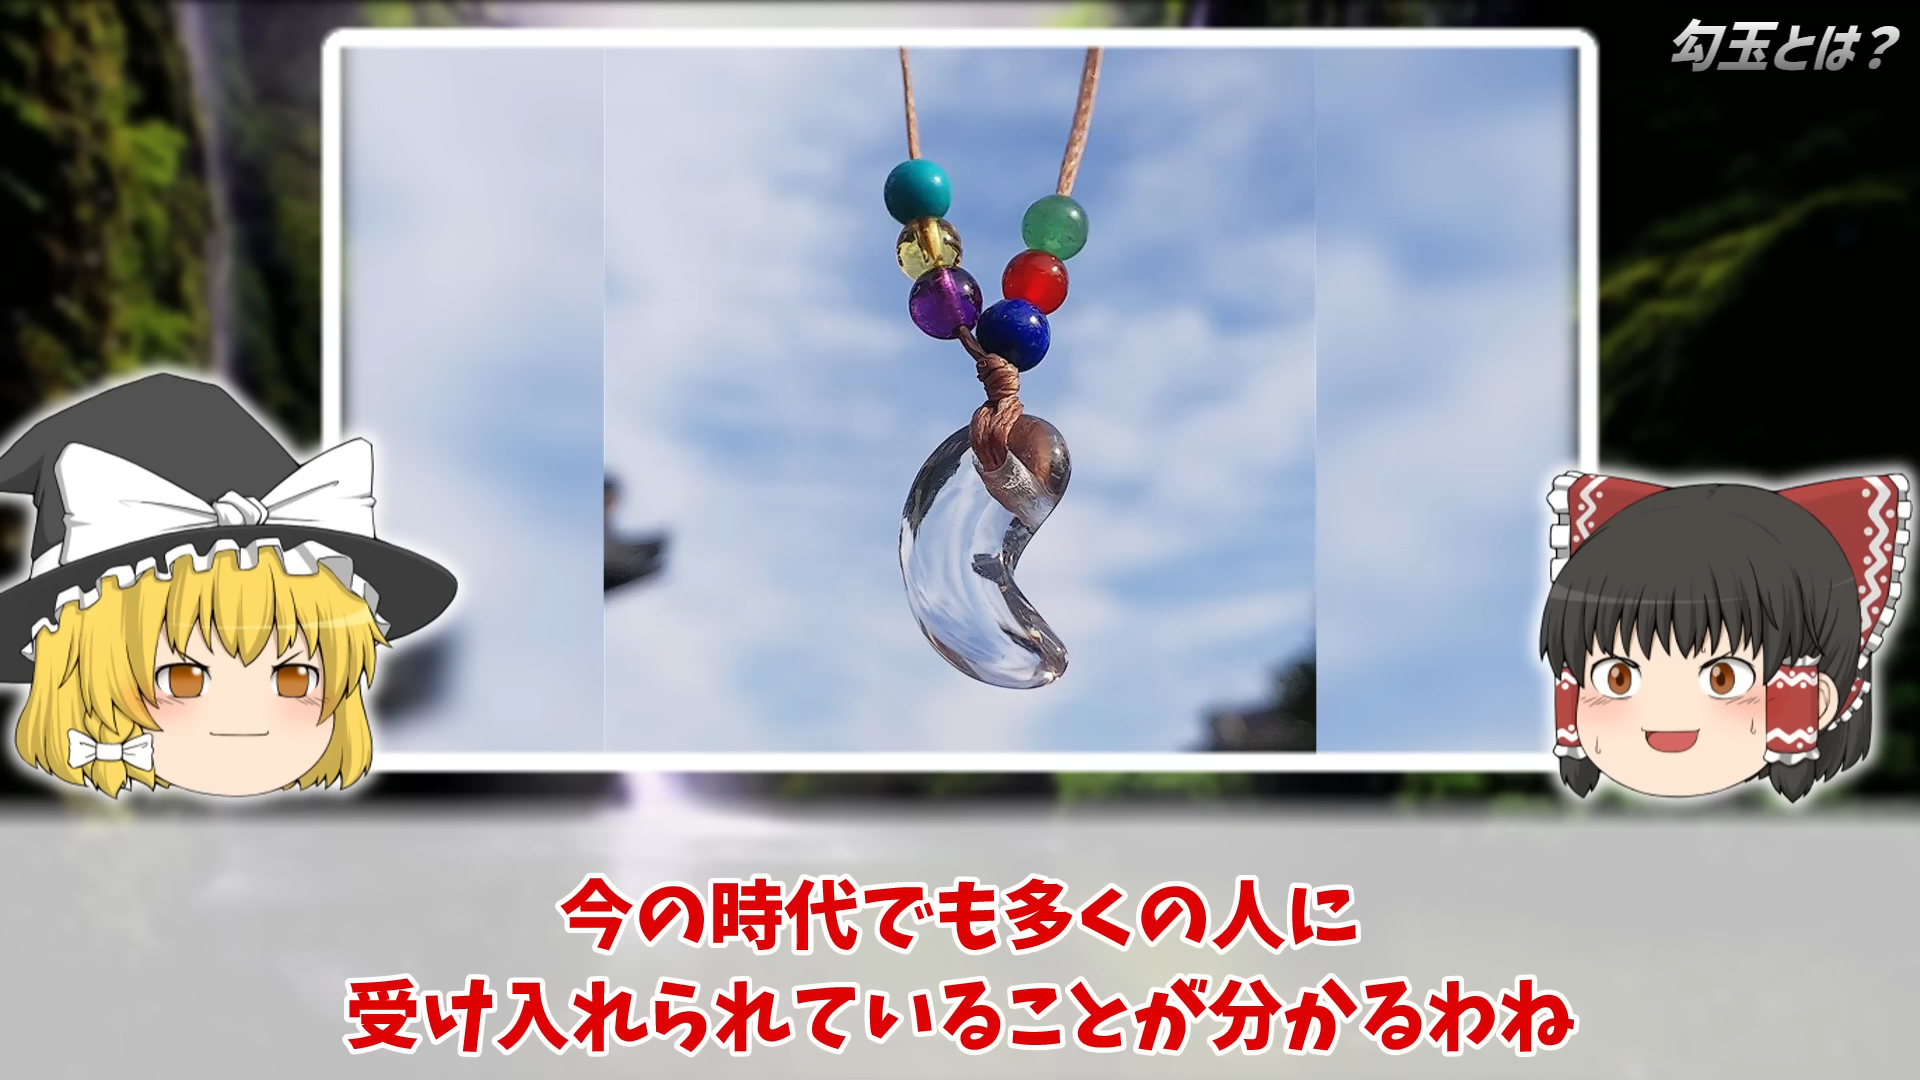 勾玉とは？
今の時代でも多くの人に
受け入れられていることが分かるわね